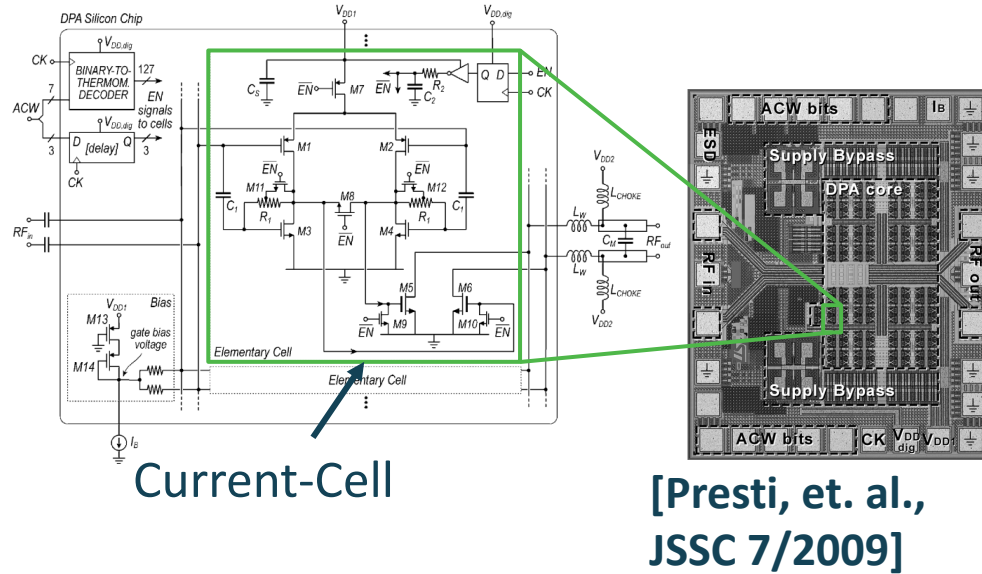 DPA Silicon Chip
V_DD1
V_DD,dig
CK
BINARY-TO-
THERMOM.
DECODER
127
EN
signals
to cells
7
ACW
3
V_DD,dig
D Q
[delay]
3
CK
RF_in
V_DD1
Bias
M13
M14
gate bias
voltage
I_B
V_DD,dig
C_S
EN
M7
EN
C_2
R_2
Q D
EN
CK
M1
M2
EN
EN
M11
M8
M12
C_1
R_1
R_1
C_1
M3
EN
M4
M5
M6
EN
M9
M10
EN
Elementary Cell
Elementary Cell
V_DD2
L_CHOKE
L_W
C_M
RF_out
L_W
L_CHOKE
V_DD2
Current-Cell
ACW bits
IB
ESD
Supply Bypass
DPA core
RF in
RF out
Supply Bypass
ACW bits
CK
VDD
dig
VDD1
[Presti, et. al.,
JSSC 7/2009]